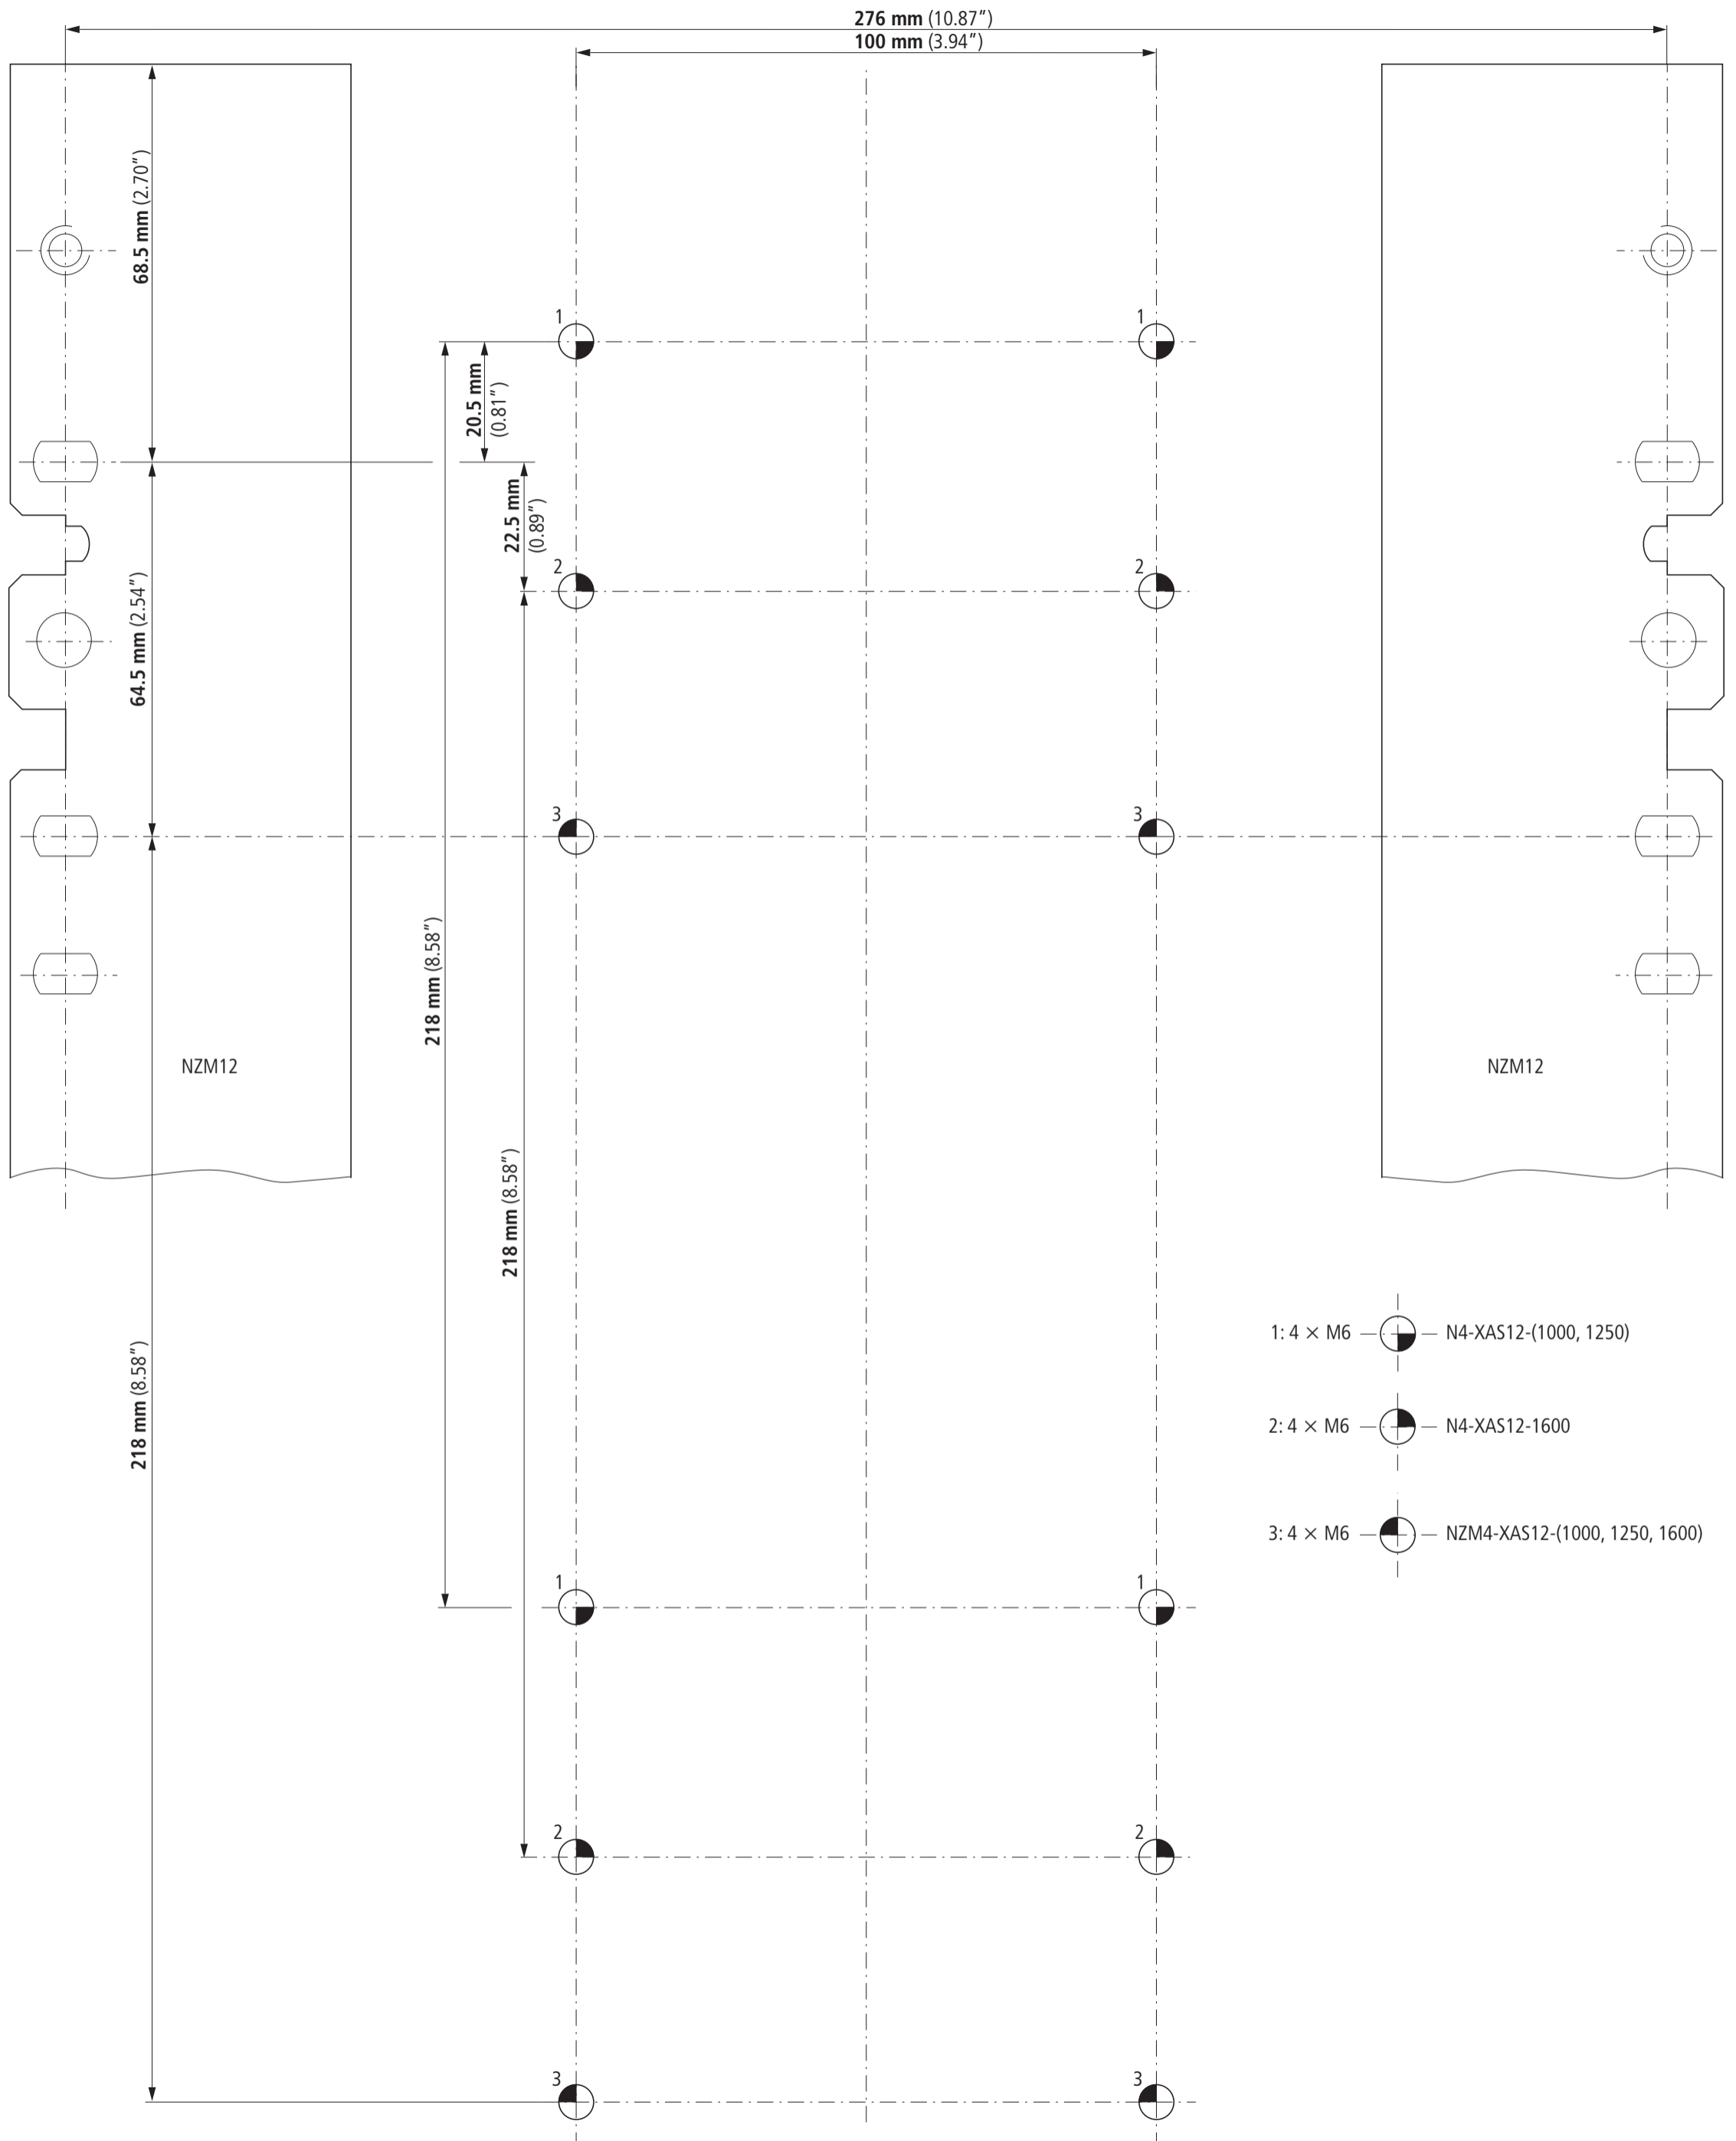 276 mm (10.87″)
100 mm (3.94″)
68.5 mm (2.70″)
1
1
20.5 mm
(0.81″)
22.5 mm
(0.89″)
2
2
64.5 mm (2.54″)
3
3
218 mm (8.58″)
NZM12
NZM12
218 mm (8.58″)
218 mm (8.58″)
1: 4 × M6
N4-XAS12-(1000, 1250)
2: 4 × M6
N4-XAS12-1600
3: 4 × M6
NZM4-XAS12-(1000, 1250, 1600)
1
1
2
2
3
3